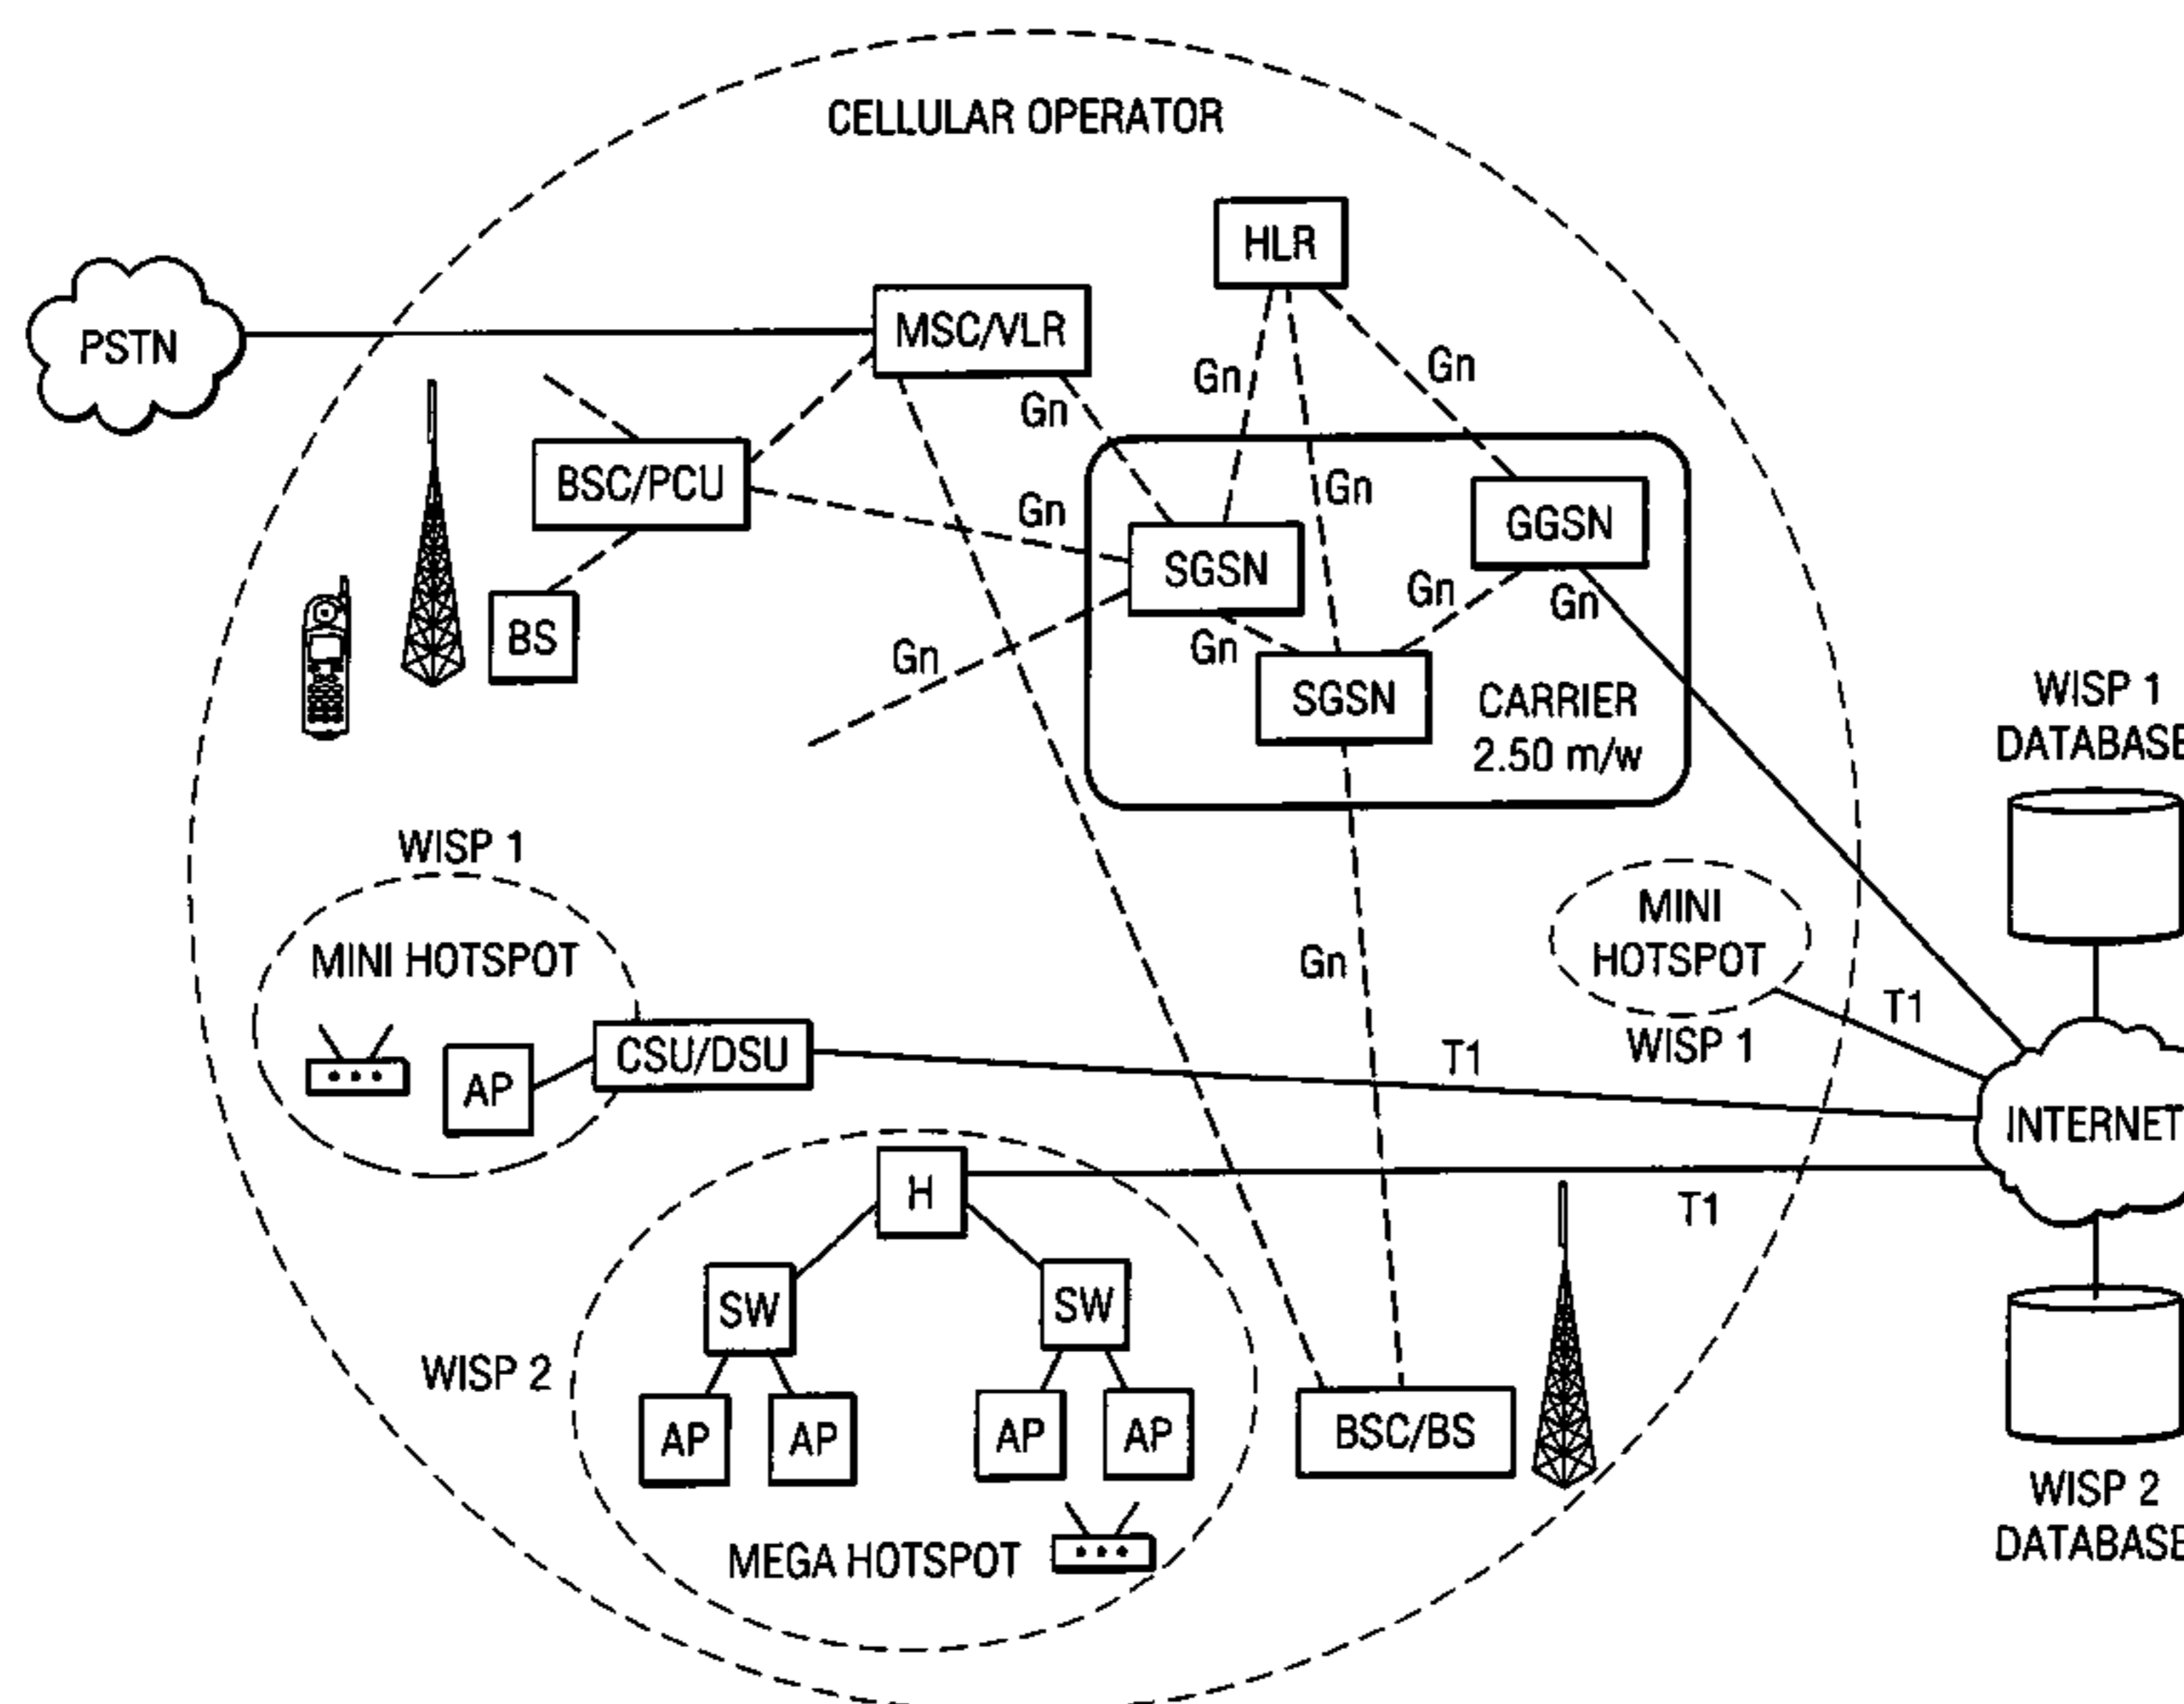 CELLULAR OPERATOR
HLR
PSTN
MSC/VLR
Gn
Gn
Gn
BSC/PCU
Gn
Gn
GGSN
SGSN
BS
Gn
Gn
Gn
Gn
SGSN
CARRIER
2.50 m/w
WISP 1
DATABASE
WISP 1
MINI HOTSPOT
MINI
HOTSPOT
Gn
T1
WISP 1
CSU/DSU
AP
T1
INTERNET
H
T1
SW
SW
WISP 2
AP
AP
AP
AP
BSC/BS
MEGA HOTSPOT
WISP 2
DATABASE